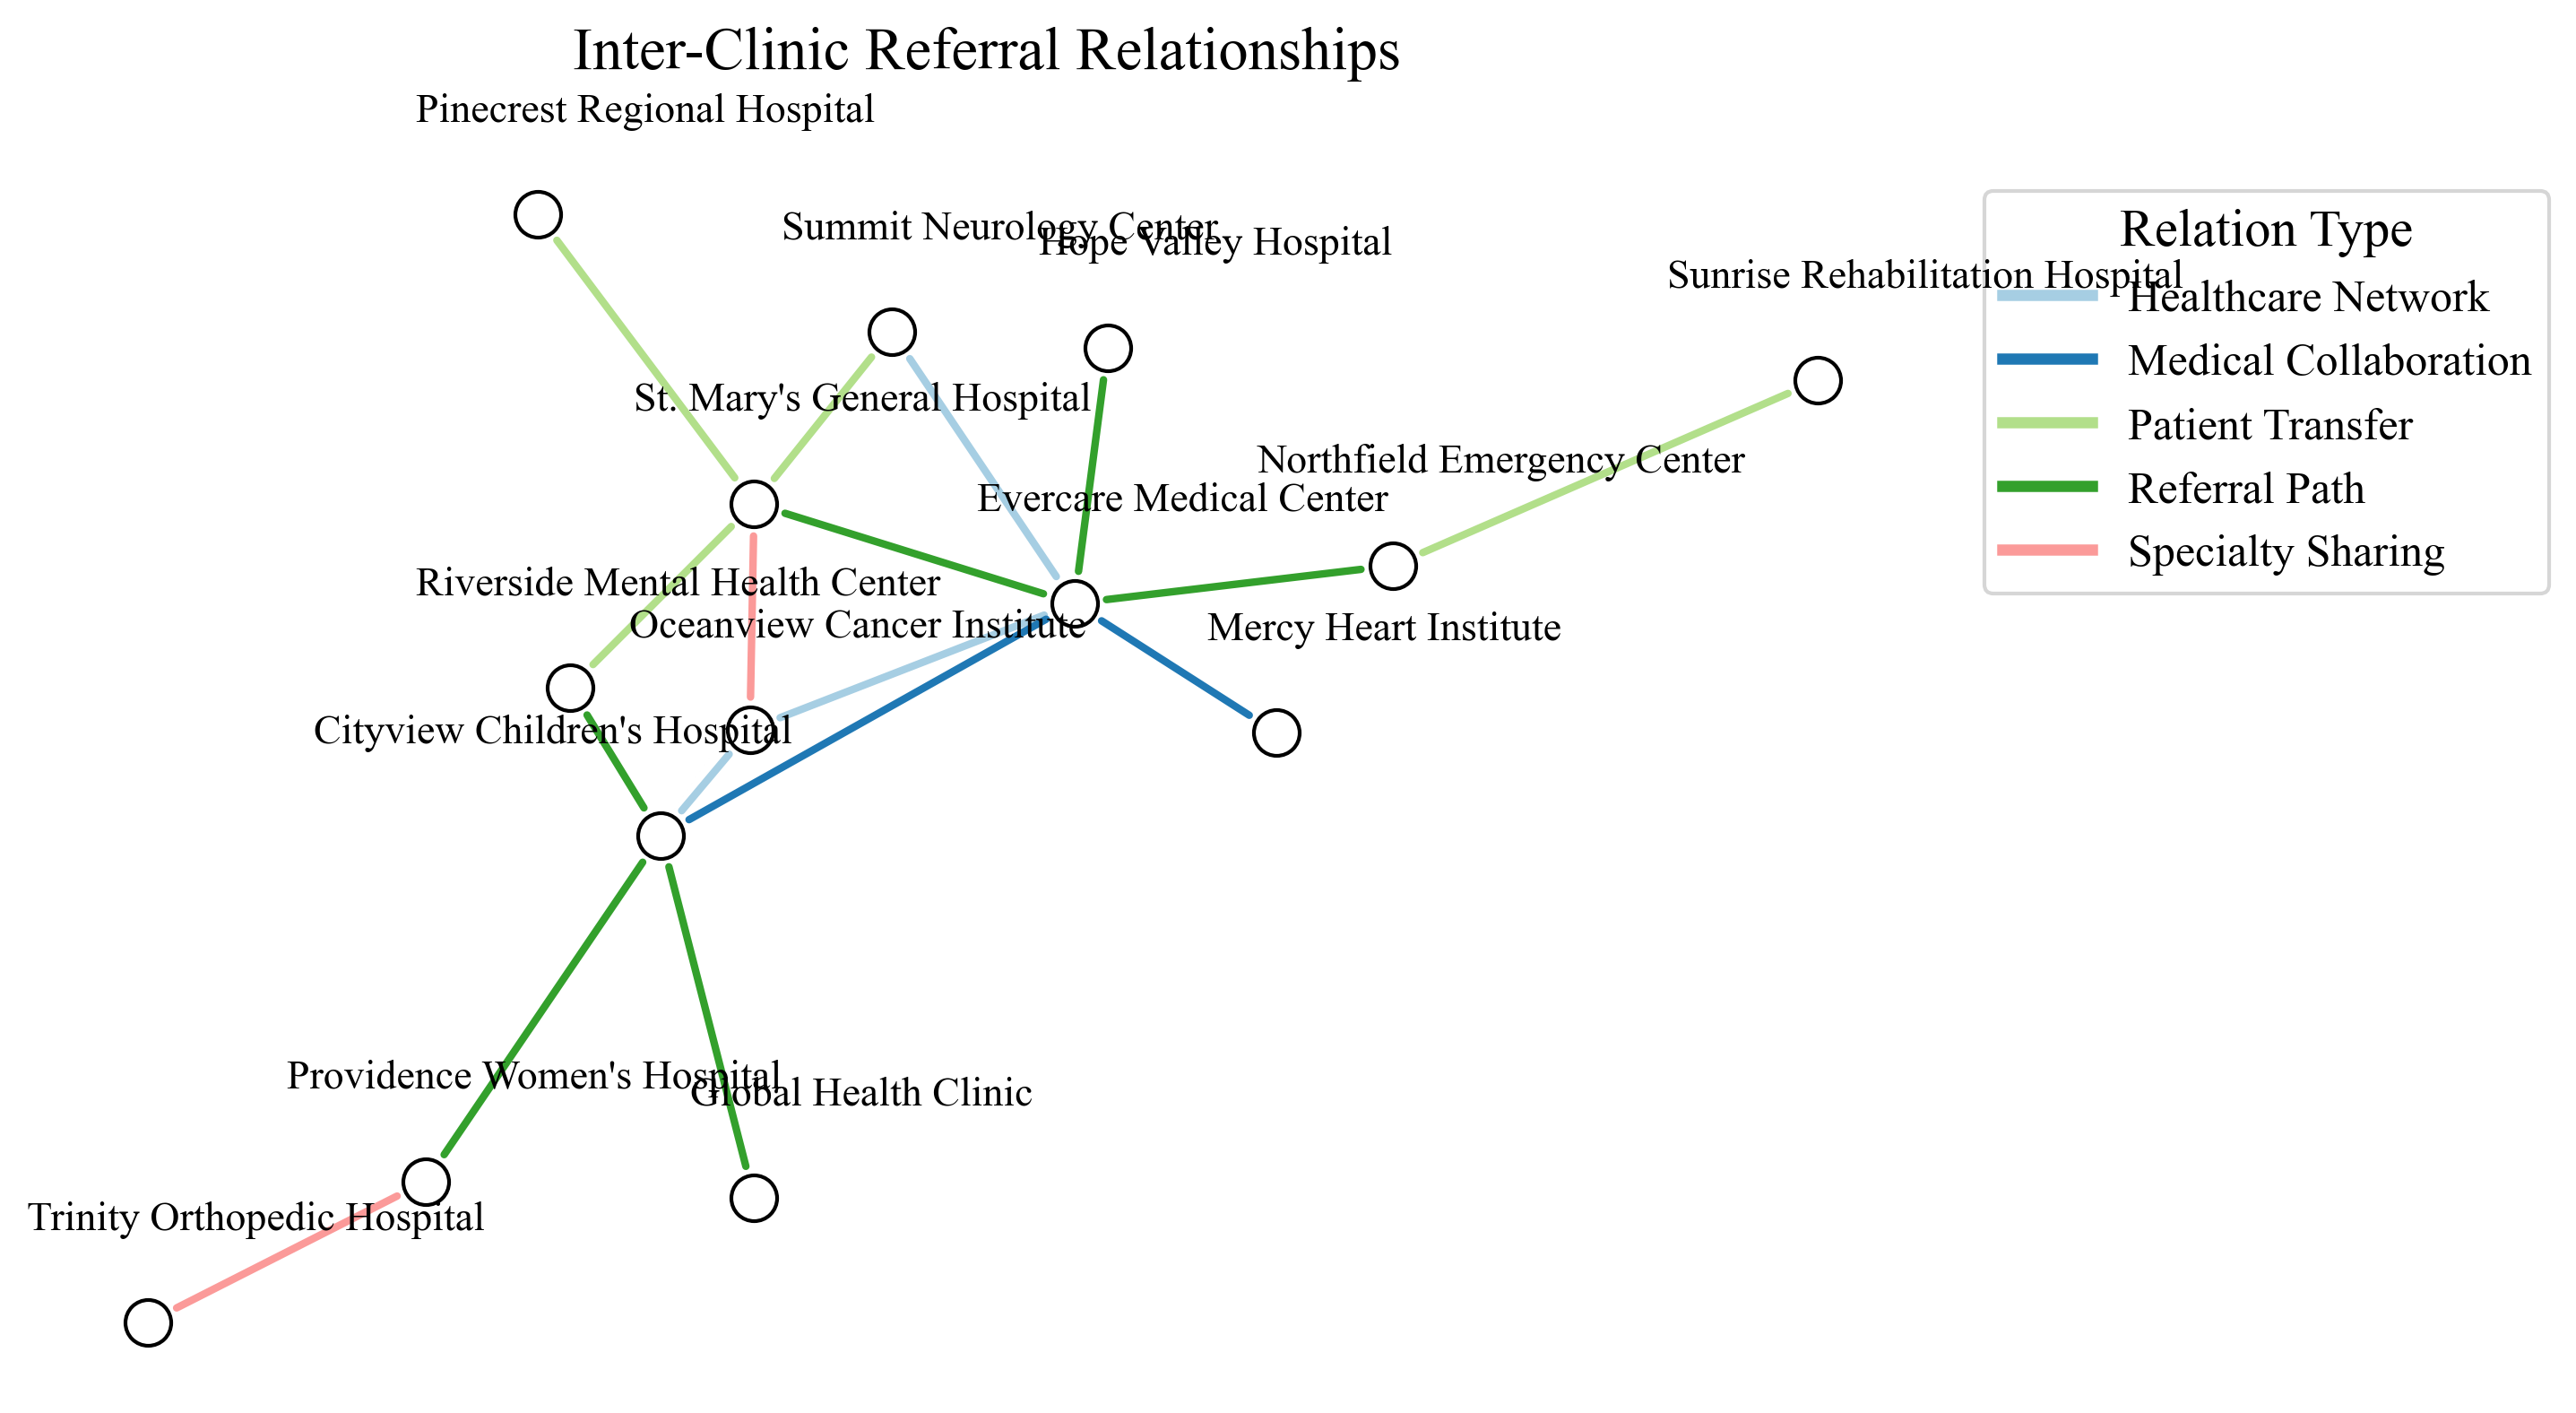 Inter-Clinic Referral Relationships
Pinecrest Regional Hospital
Summit Neurology Center
Hope Valley Hospital
Sunrise Rehabilitation Hospital
St. Mary's General Hospital
Northfield Emergency Center
Evercare Medical Center
Riverside Mental Health Center
Oceanview Cancer Institute
Mercy Heart Institute
Cityview Children's Hospital
Providence Women's Hospital
Global Health Clinic
Trinity Orthopedic Hospital
Relation Type
Healthcare Network
Medical Collaboration
Patient Transfer
Referral Path
Specialty Sharing